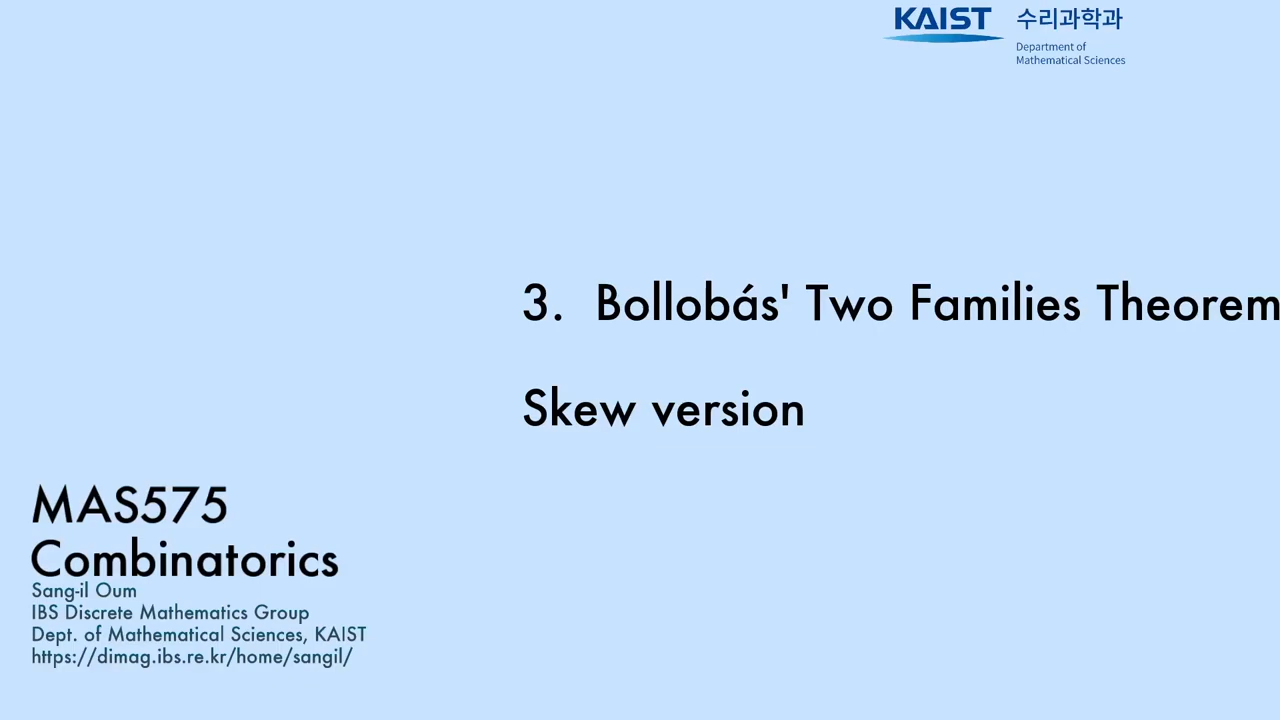 KAIST 수리과학과
Department of
Mathematical Sciences
3. Bollobás' Two Families Theorem
Skew version
MAS575
Combinatorics
Sang-il Oum
IBS Discrete Mathematics Group
Dept. of Mathematical Sciences, KAIST
https://dimag.ibs.re.kr/home/sangil/